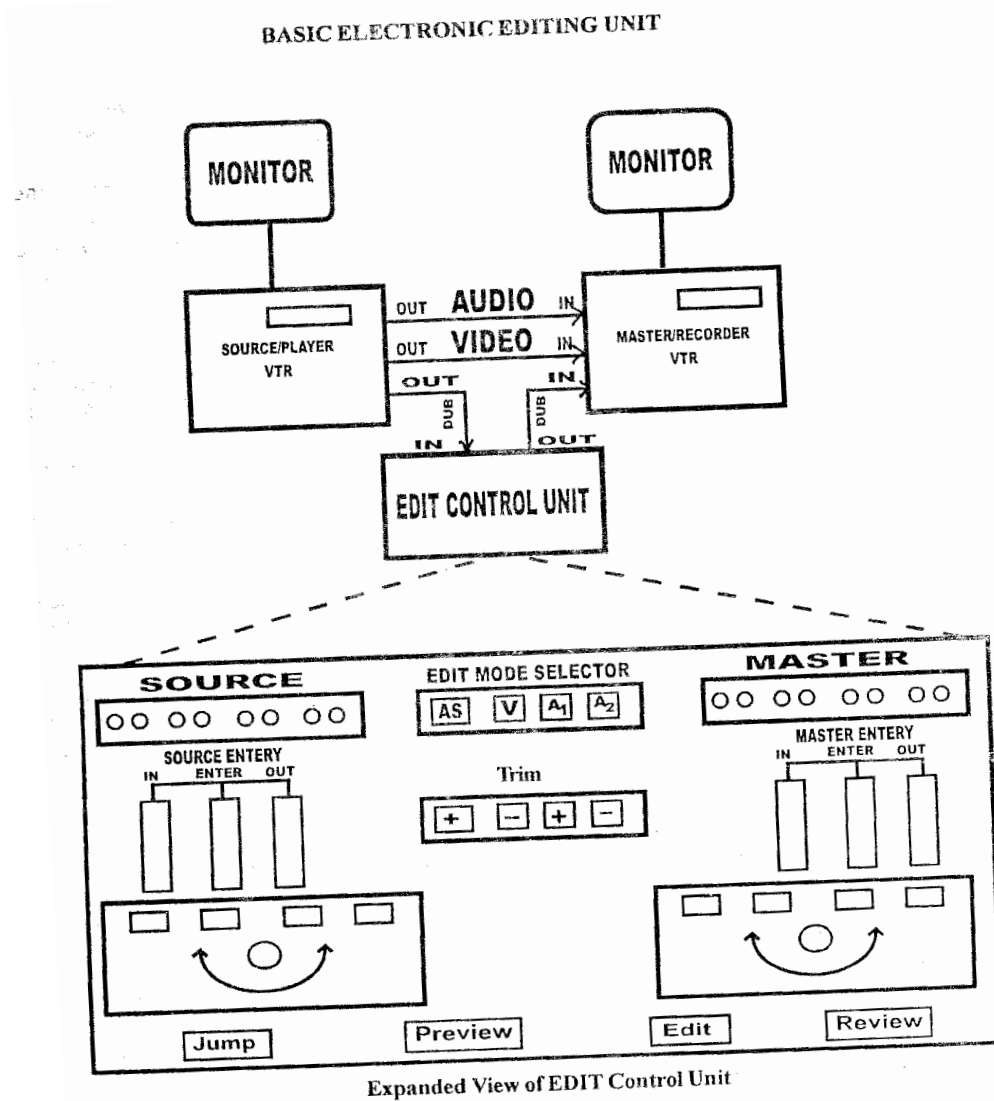 BASIC ELECTRONIC EDITING UNIT
MONITOR
MONITOR
OUT AUDIO IN
SOURCE/PLAYER
VTR
MASTER/RECORDER
VTR
OUT VIDEO IN
OUT
IN
DUB
DUB
IN
OUT
EDIT CONTROL UNIT
SOURCE
EDIT MODE SELECTOR
MASTER
AS V A1 A2
SOURCE ENTERY
IN ENTER OUT
MASTER ENTERY
IN ENTER OUT
Trim
+ − + −
Jump
Preview
Edit
Review
Expanded View of EDIT Control Unit